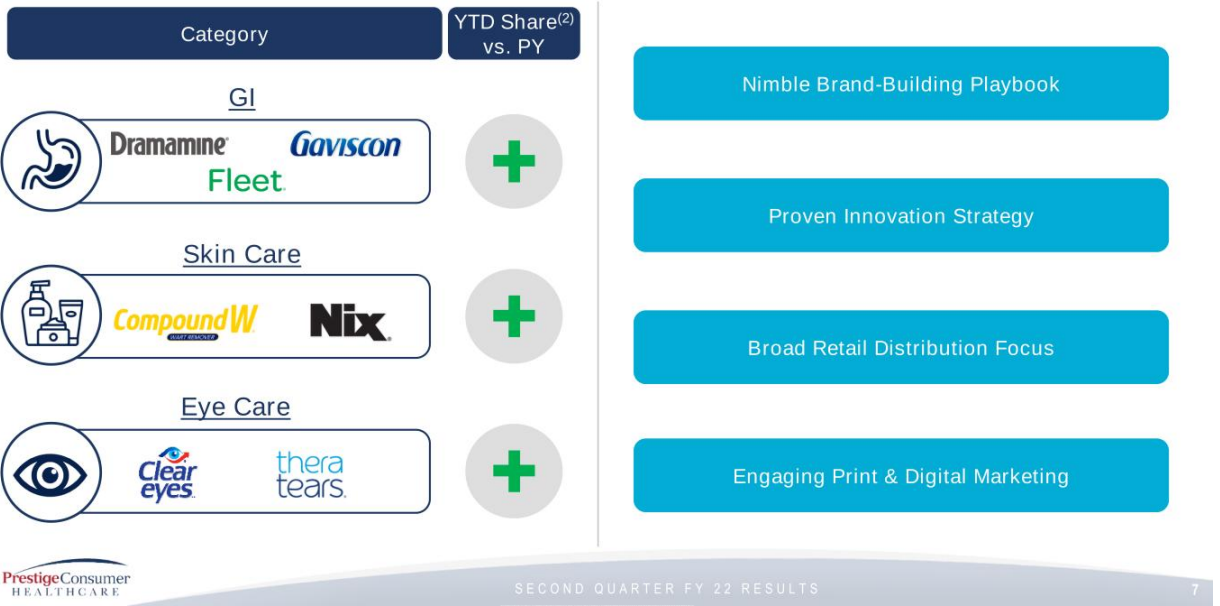 Category
YTD Share(2)
vs. PY
GI
Dramamine®
Gaviscon
Fleet.
Skin Care
Compound W®
WART REMOVER
Nix®
Eye Care
Clear
eyes.
thera
tears.
Nimble Brand-Building Playbook
Proven Innovation Strategy
Broad Retail Distribution Focus
Engaging Print & Digital Marketing
PrestigeConsumer
HEALTHCARE
SECOND QUARTER FY 22 RESULTS
7